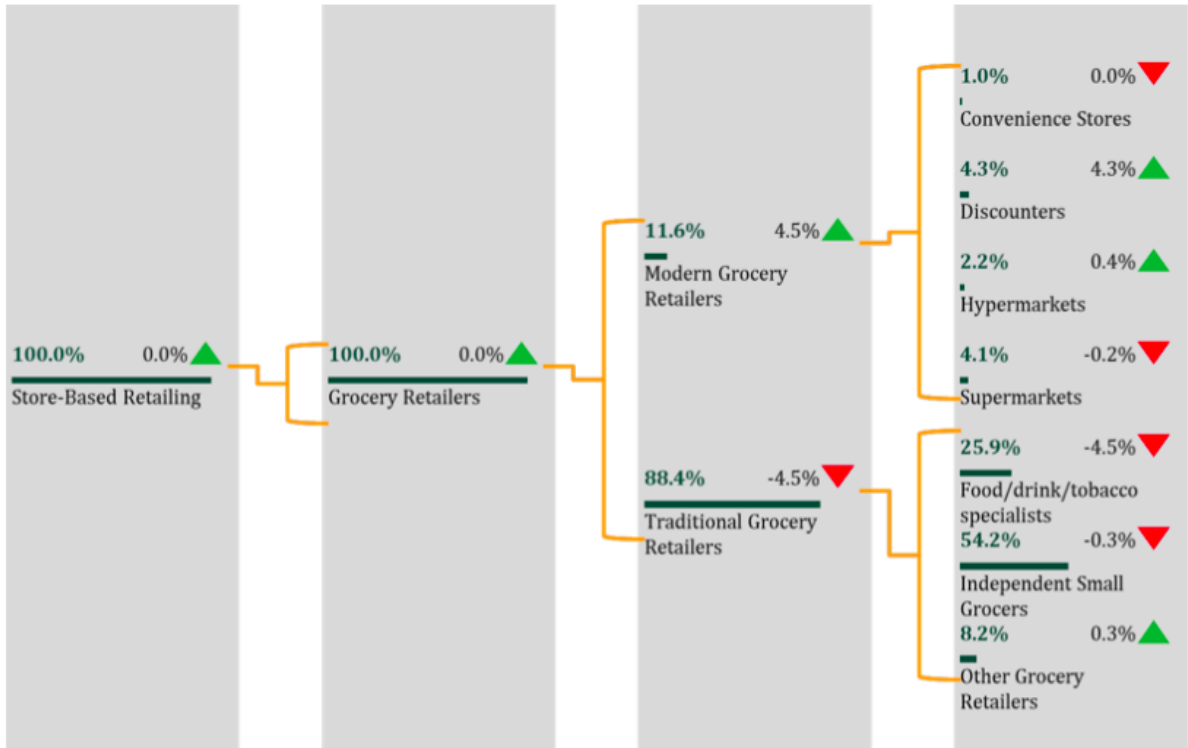 100.0% 0.0%
Store-Based Retailing
100.0% 0.0%
Grocery Retailers
11.6% 4.5%
Modern Grocery
Retailers
88.4% -4.5%
Traditional Grocery
Retailers
1.0% 0.0%
Convenience Stores
4.3% 4.3%
Discounters
2.2% 0.4%
Hypermarkets
4.1% -0.2%
Supermarkets
25.9% -4.5%
Food/drink/tobacco
specialists
54.2% -0.3%
Independent Small
Grocers
8.2% 0.3%
Other Grocery
Retailers